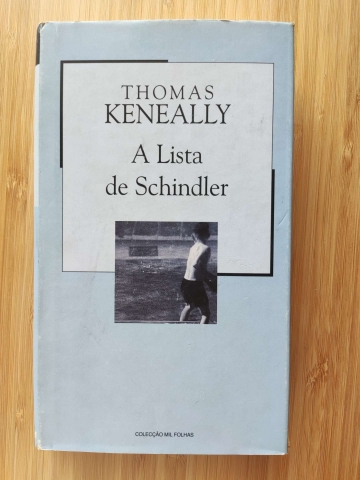 THOMAS
KENEALLY
A Lista
de Schindler
COLECÇÃO MIL FOLHAS